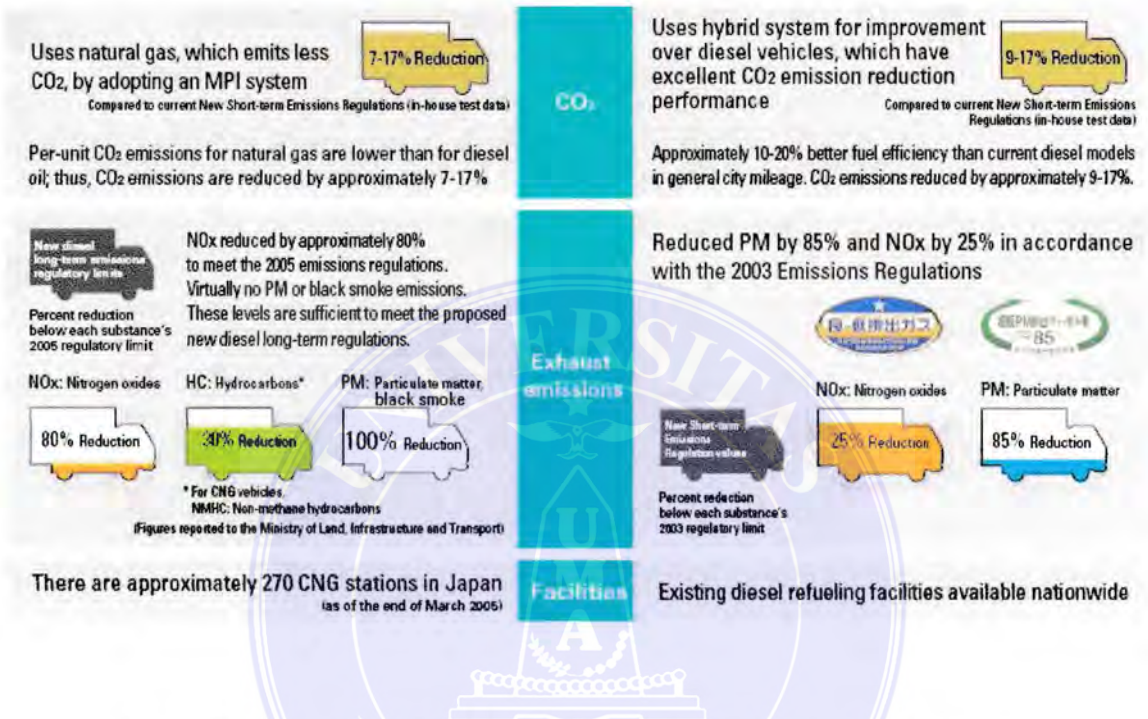 Uses natural gas, which emits less
CO2, by adopting an MPI system
7-17% Reduction
Compared to current New Short-term Emissions Regulations (in-house test data)
Per-unit CO2 emissions for natural gas are lower than for diesel
oil; thus, CO2 emissions are reduced by approximately 7-17%
CO2
Uses hybrid system for improvement
over diesel vehicles, which have
excellent CO2 emission reduction
performance
9-17% Reduction
Compared to current New Short-term Emissions
Regulations (in-house test data)
Approximately 10-20% better fuel efficiency than current diesel models
in general city mileage. CO2 emissions reduced by approximately 9-17%.
New diesel
long-term emissions
regulatory limits
Percent reduction
below each substance's
2005 regulatory limit
NOx reduced by approximately 80%
to meet the 2005 emissions regulations.
Virtually no PM or black smoke emissions.
These levels are sufficient to meet the proposed
new diesel long-term regulations.
NOx: Nitrogen oxides
80% Reduction
HC: Hydrocarbons*
30% Reduction
PM: Particulate matter,
black smoke
100% Reduction
* For CNG vehicles,
NMHC: Non-methane hydrocarbons
(Figures reported to the Ministry of Land, Infrastructure and Transport)
Exhaust
emissions
Reduced PM by 85% and NOx by 25% in accordance
with the 2003 Emissions Regulations
排出ガス
85
New Short-term
Emissions
Regulation values
Percent reduction
below each substance's
2003 regulatory limit
NOx: Nitrogen oxides
25% Reduction
PM: Particulate matter
85% Reduction
There are approximately 270 CNG stations in Japan
(as of the end of March 2005)
Facilities
Existing diesel refueling facilities available nationwide
UNIVERSITAS
U
M
A